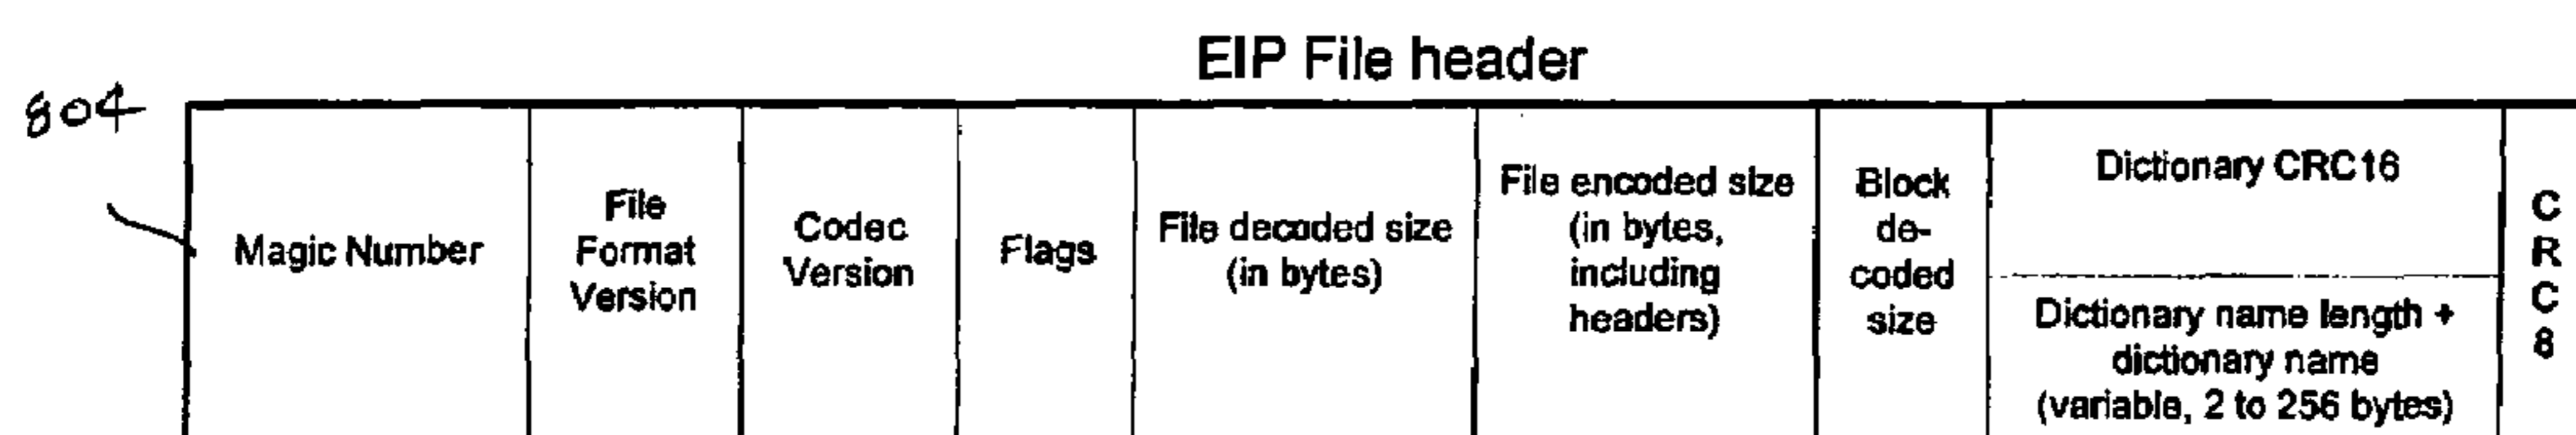 EIP File header
804
Magic Number
File
Format
Version
Codec
Version
Flags
File decoded size
(in bytes)
File encoded size
(in bytes,
including
headers)
Block
de-
coded
size
Dictionary CRC16
Dictionary name length +
dictionary name
(variable, 2 to 256 bytes)
C
R
C
8